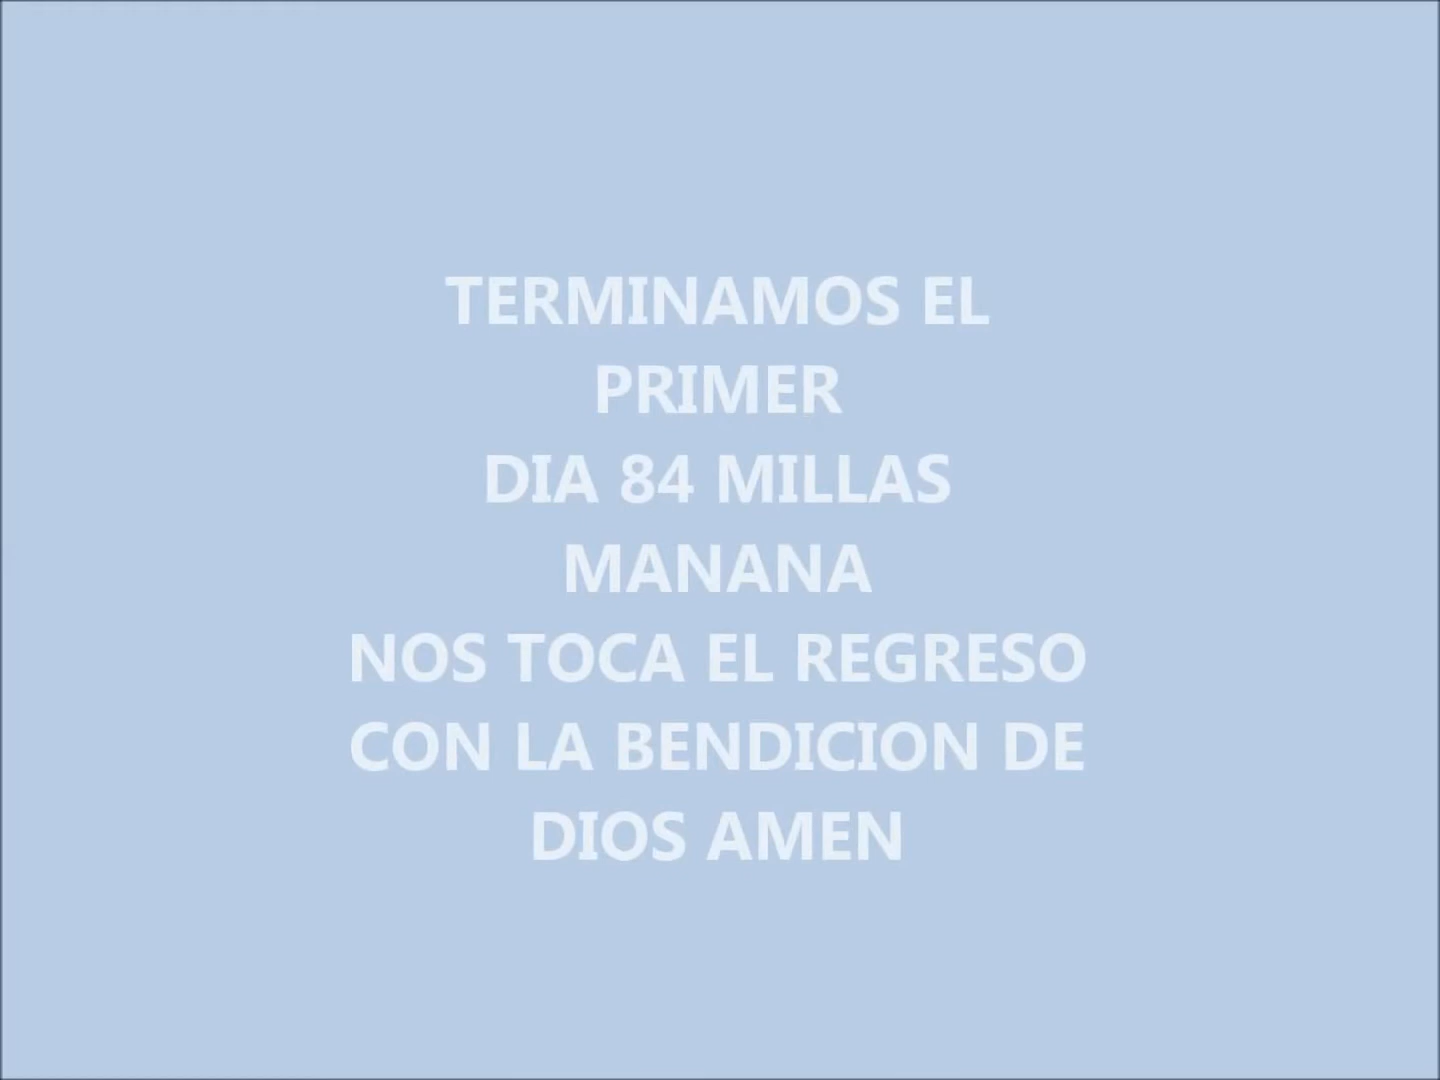 TERMINAMOS EL
PRIMER
DIA 84 MILLAS
MANANA
NOS TOCA EL REGRESO
CON LA BENDICION DE
DIOS AMEN